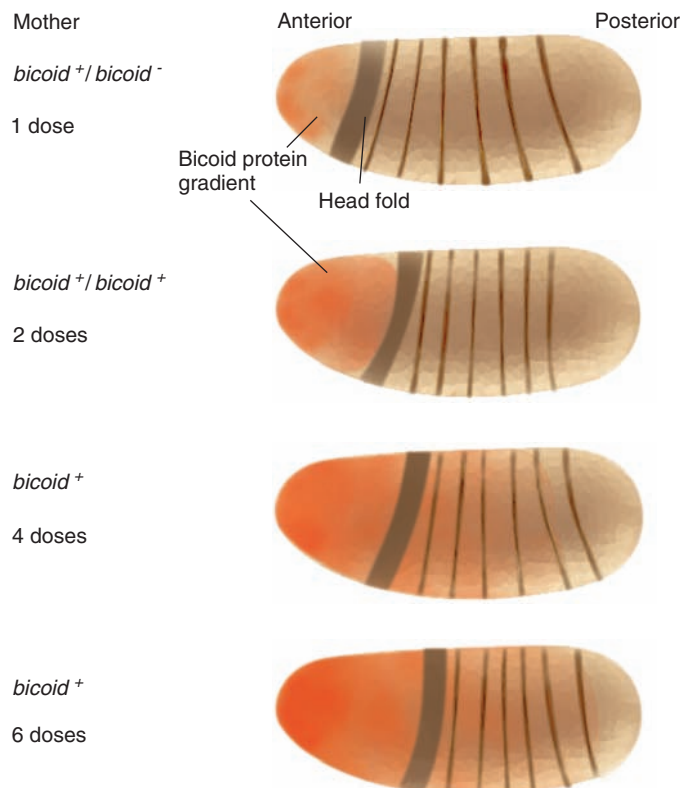 Mother
Anterior
Posterior
bicoid +/ bicoid -
1 dose
Bicoid protein
gradient
Head fold
bicoid +/ bicoid +
2 doses
bicoid +
4 doses
bicoid +
6 doses